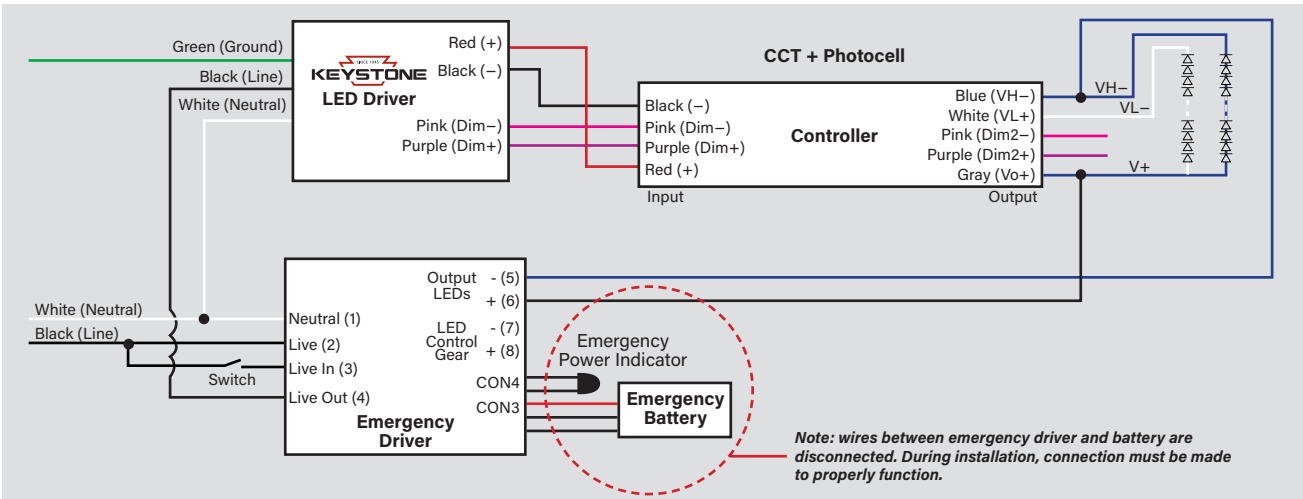 Green (Ground)
Black (Line)
White (Neutral)
SINCE 1945
KEYSTONE
LED Driver
Red (+)
Black (−)
Pink (Dim−)
Purple (Dim+)
CCT + Photocell
Black (−)
Pink (Dim−)
Purple (Dim+)
Red (+)
Controller
Blue (VH−)
White (VL+)
Pink (Dim2−)
Purple (Dim2+)
Gray (Vo+)
Input
Output
VH−
VL−
V+
White (Neutral)
Black (Line)
Switch
Neutral (1)
Live (2)
Live In (3)
Live Out (4)
Emergency
Driver
Output
LEDs
- (5)
+ (6)
LED
Control
Gear
- (7)
+ (8)
CON4
CON3
Emergency
Power Indicator
Emergency
Battery
Note: wires between emergency driver and battery are
disconnected. During installation, connection must be made
to properly function.